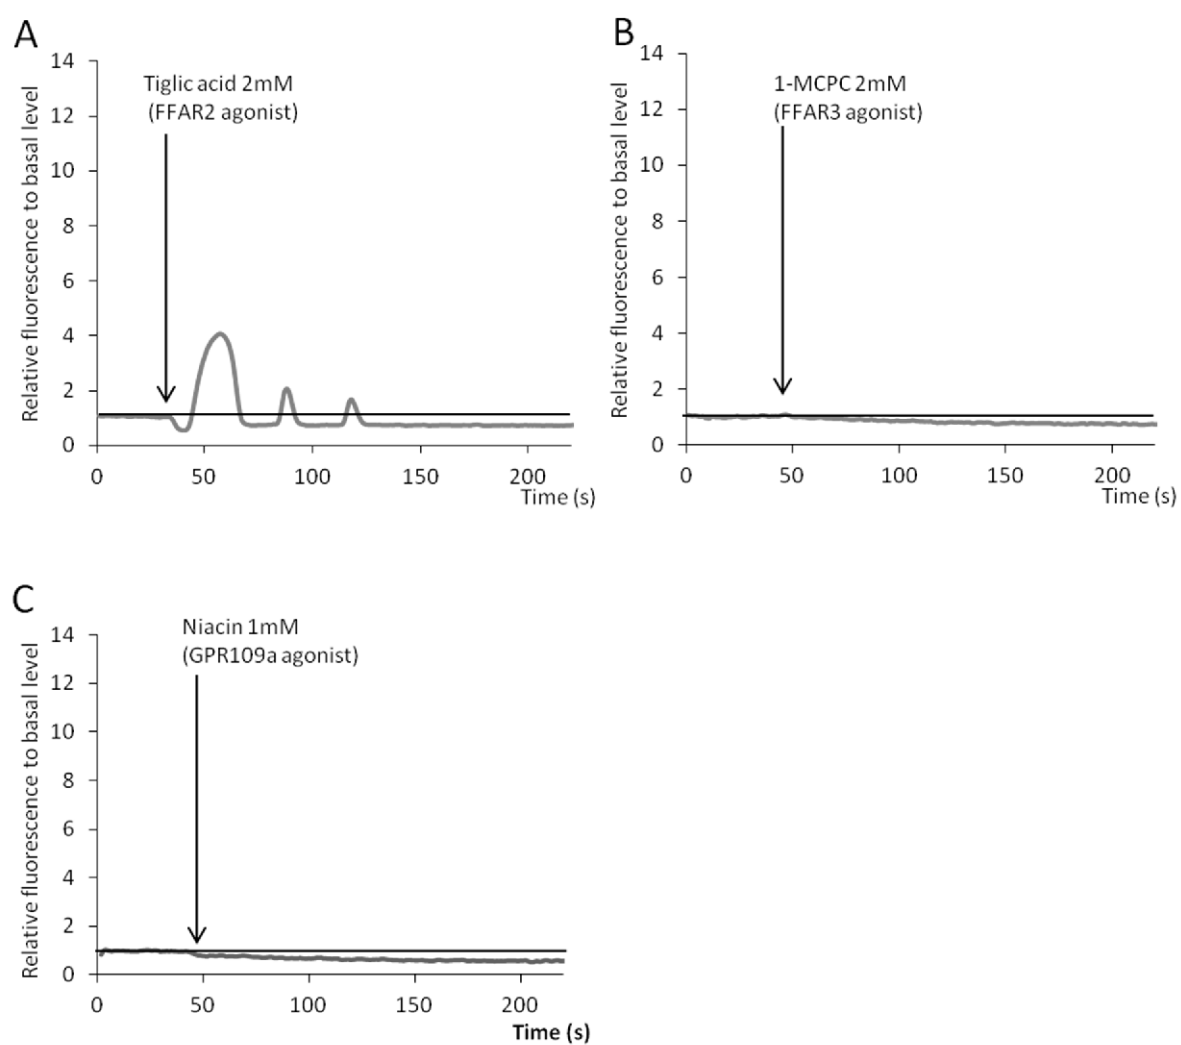 A
Relative fluorescence to basal level
14
12
10
8
6
4
2
0
Tiglic acid 2mM
(FFAR2 agonist)
0 50 100 150 200
Time (s)
B
Relative fluorescence to basal level
14
12
10
8
6
4
2
0
1-MCPC 2mM
(FFAR3 agonist)
0 50 100 150 200
Time (s)
C
Relative fluorescence to basal level
14
12
10
8
6
4
2
0
Niacin 1mM
(GPR109a agonist)
0 50 100 150 200
Time (s)